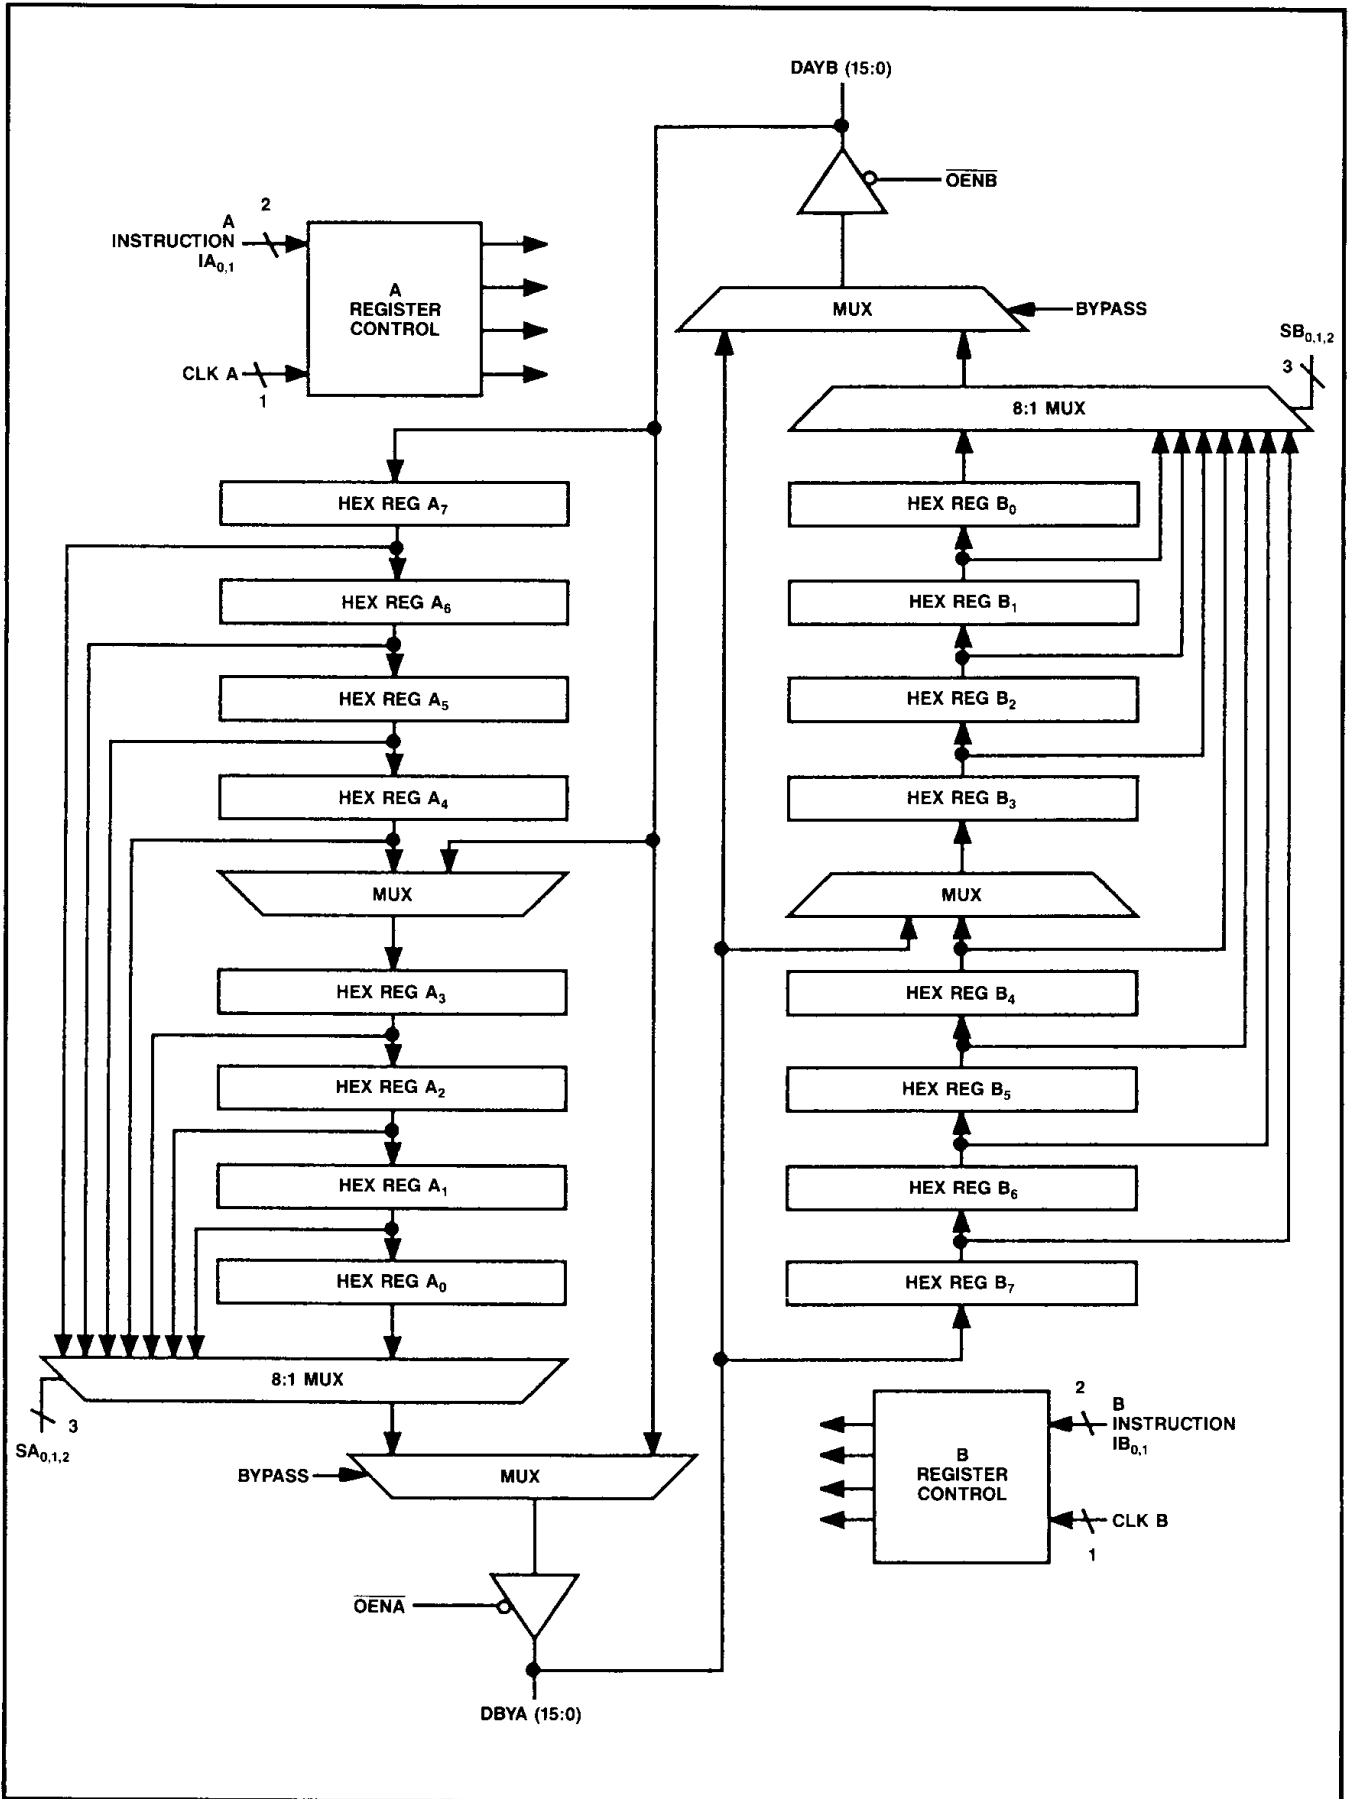 DAYB (15:0)
OENB
2
A
INSTRUCTION
IA0,1
A
REGISTER
CONTROL
CLK A
1
MUX
BYPASS
SB0,1,2
3
8:1 MUX
HEX REG A7
HEX REG B0
HEX REG A6
HEX REG B1
HEX REG A5
HEX REG B2
HEX REG A4
HEX REG B3
MUX
MUX
HEX REG A3
HEX REG B4
HEX REG A2
HEX REG B5
HEX REG A1
HEX REG B6
HEX REG A0
HEX REG B7
8:1 MUX
3
SA0,1,2
BYPASS
MUX
2
B
INSTRUCTION
IB0,1
B
REGISTER
CONTROL
CLK B
1
OENA
DBYA (15:0)